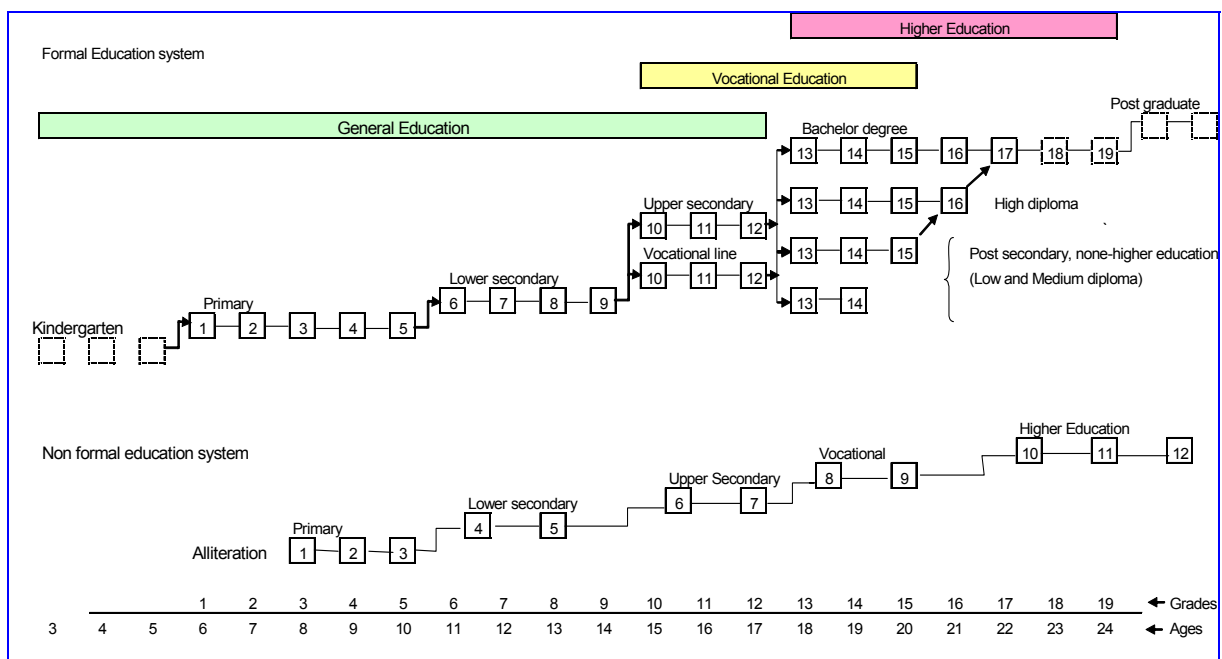 Higher Education
Formal Education system
Vocational Education
Post graduate
General Education
Bachelor degree
13 14 15 16 17 18 19
Upper secondary
13 14 15 16 High diploma
10 11 12
Vocational line
13 14 15 Post secondary, none-higher education
(Low and Medium diploma)
10 11 12
Lower secondary
6 7 8 9
13 14
Primary
1 2 3 4 5
Kindergarten
Higher Education
10 11 12
Non formal education system
Vocational
8 9
Upper Secondary
6 7
Lower secondary
4 5
Primary
Alliteration 1 2 3
1 2 3 4 5 6 7 8 9 10 11 12 13 14 15 16 17 18 19 Grades
3 4 5 6 7 8 9 10 11 12 13 14 15 16 17 18 19 20 21 22 23 24 Ages